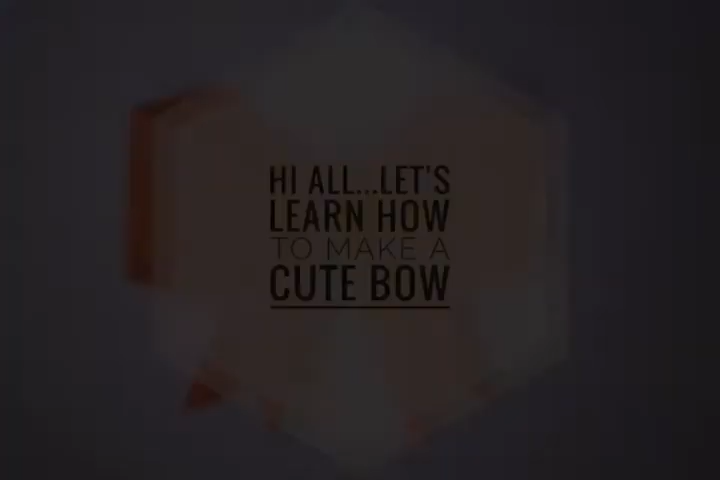 HI ALL...LET'S
LEARN HOW
TO MAKE A
CUTE BOW